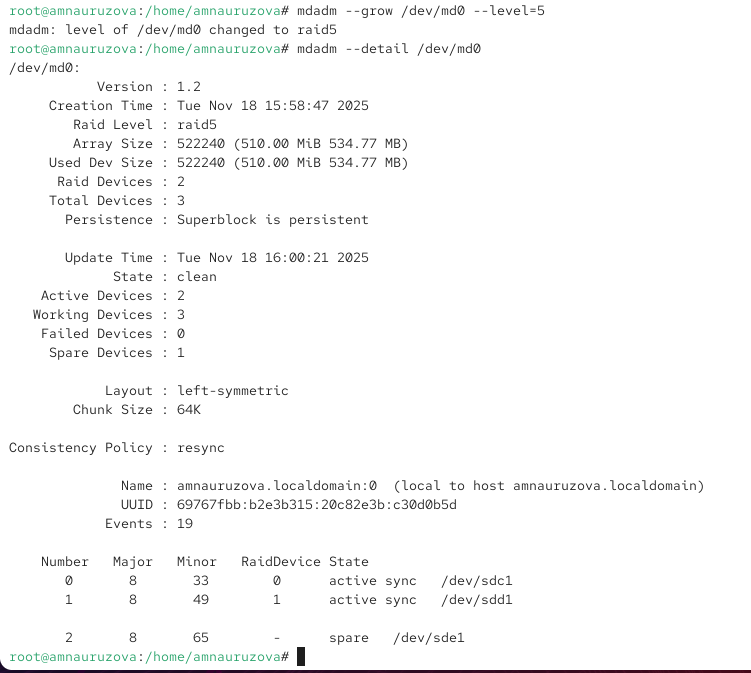 root@amnauruzova:/home/amnauruzova# mdadm --grow /dev/md0 --level=5
mdadm: level of /dev/md0 changed to raid5
root@amnauruzova:/home/amnauruzova# mdadm --detail /dev/md0
/dev/md0:
           Version : 1.2
     Creation Time : Tue Nov 18 15:58:47 2025
        Raid Level : raid5
        Array Size : 522240 (510.00 MiB 534.77 MB)
     Used Dev Size : 522240 (510.00 MiB 534.77 MB)
      Raid Devices : 2
     Total Devices : 3
       Persistence : Superblock is persistent
       Update Time : Tue Nov 18 16:00:21 2025
             State : clean
    Active Devices : 2
   Working Devices : 3
    Failed Devices : 0
     Spare Devices : 1
            Layout : left-symmetric
        Chunk Size : 64K
Consistency Policy : resync
              Name : amnauruzova.localdomain:0  (local to host amnauruzova.localdomain)
              UUID : 69767fbb:b2e3b315:20c82e3b:c30d0b5d
            Events : 19
    Number   Major   Minor   RaidDevice State
       0       8       33        0      active sync   /dev/sdc1
       1       8       49        1      active sync   /dev/sdd1
       2       8       65        -      spare   /dev/sde1
root@amnauruzova:/home/amnauruzova#